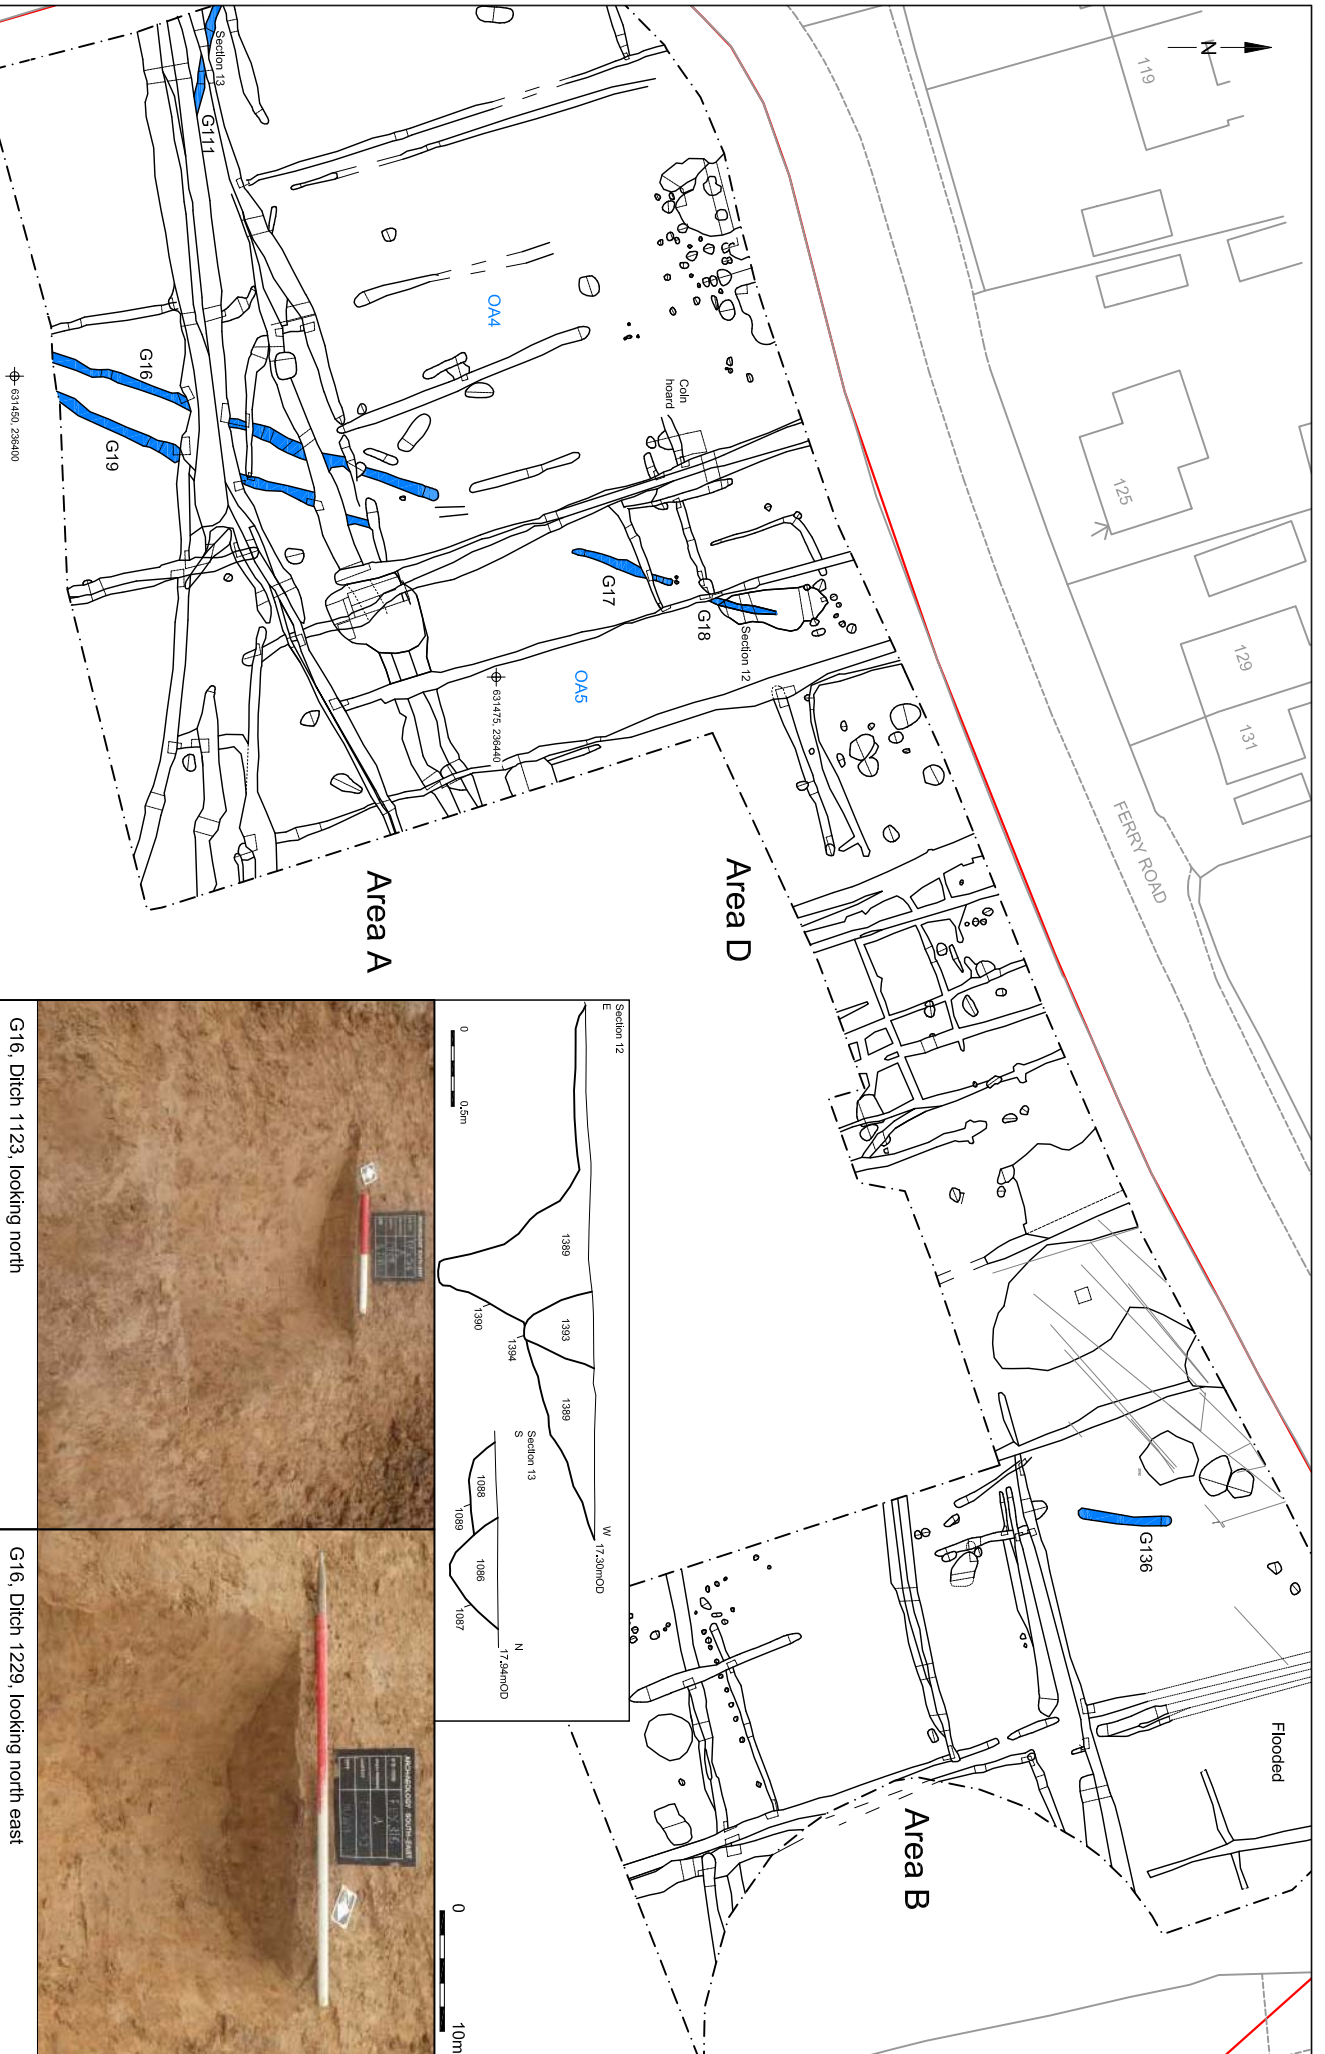 N
119
125
129
131
FERRY ROAD
Section 13
G111
OA4
Coin
hoard
G16
G19
G17
G18
Section 12
OA5
631450, 236400
631475, 236440
Area D
Area A
G136
Flooded
Area B
Section 12
E
W
17.30mOD
1389
1390
1393
1394
1389
0
0.5m
Section 13
S
N
17.94mOD
1088
1089
1086
1087
0
10m
ARCHAEOLOGY SOUTH-EAST
A
G16, Ditch 1123, looking north
G16, Ditch 1229, looking north east